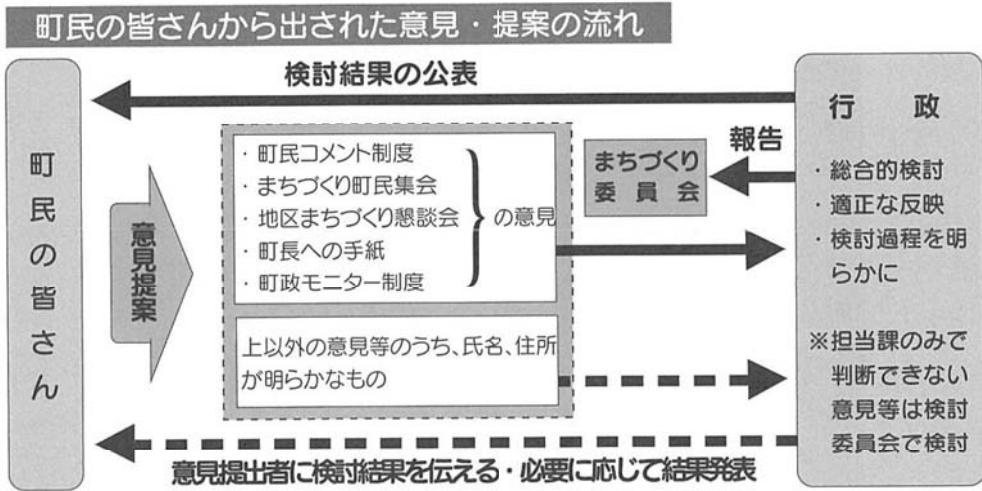 町民の皆さんから出された意見・提案の流れ
町民の皆さん
検討結果の公表
意見提案
・町民コメント制度
・まちづくり町民集会
・地区まちづくり懇談会
・町長への手紙
・町政モニター制度
の意見
上以外の意見等のうち、氏名、住所
が明らかなもの
まちづくり
委員会
報告
行政
・総合的検討
・適正な反映
・検討過程を明
らかに
※担当課のみで
判断できない
意見等は検討
委員会で検討
意見提出者に検討結果を伝える・必要に応じて結果発表